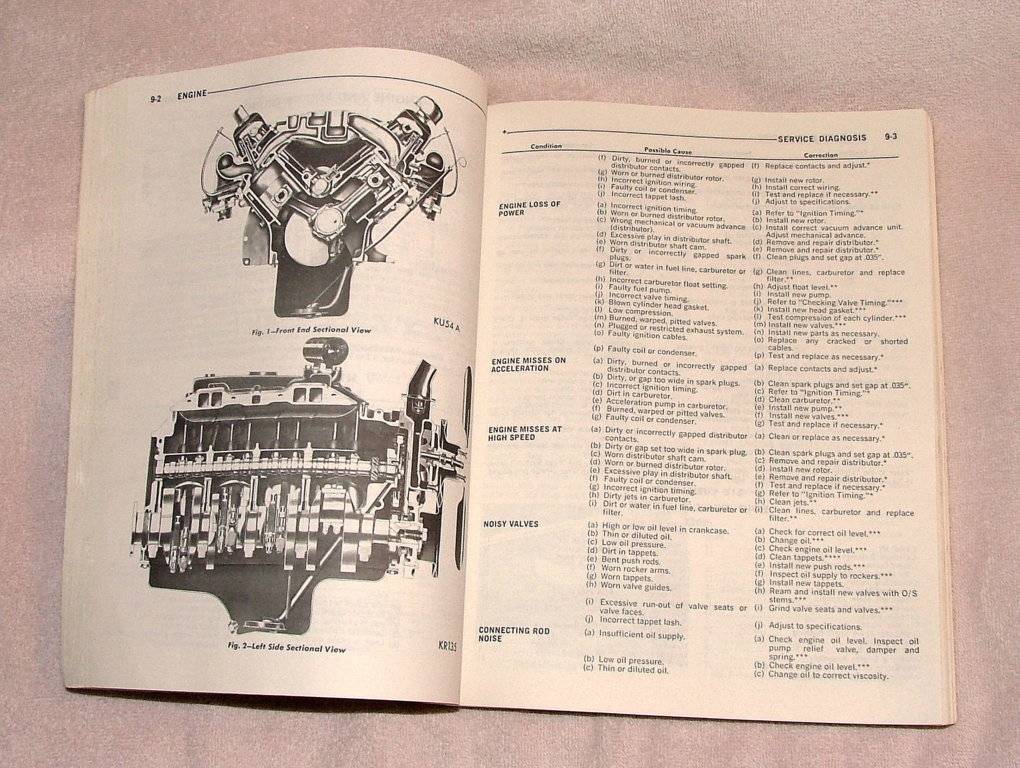 9-2 ENGINE
Fig. 1—Front End Sectional View
KU54A
Fig. 2—Left Side Sectional View
KR135
SERVICE DIAGNOSIS 9-3
Condition Possible Cause Correction
(f) Dirty, burned or incorrectly gapped distributor contacts. (f) Replace contacts and adjust.*
(g) Worn or burned distributor rotor. (g) Install new rotor.
(h) Incorrect ignition wiring. (h) Install correct wiring.
(i) Faulty coil or condenser. (i) Test and replace if necessary.**
(j) Incorrect tappet lash. (j) Adjust to specifications.
ENGINE LOSS OF POWER
(a) Incorrect ignition timing. (a) Refer to "Ignition Timing."*
(b) Worn or burned distributor rotor. (b) Install new rotor.
(c) Wrong mechanical or vacuum advance (distributor). (c) Install correct vacuum advance unit. Adjust mechanical advance.
(d) Excessive play in distributor shaft. (d) Remove and repair distributor.*
(e) Worn distributor shaft cam. (e) Remove and repair distributor.*
(f) Dirty or incorrectly gapped spark plugs. (f) Clean plugs and set gap at .035".
(g) Dirt or water in fuel line, carburetor or filter. (g) Clean lines, carburetor and replace filter.**
(h) Incorrect carburetor float setting. (h) Adjust float level.**
(i) Faulty fuel pump. (i) Install new pump.
(j) Incorrect valve timing. (j) Refer to "Checking Valve Timing."***
(k) Blown cylinder head gasket. (k) Install new head gasket.***
(l) Low compression. (l) Test compression of each cylinder.***
(m) Burned, warped, pitted valves. (m) Install new valves.***
(n) Plugged or restricted exhaust system. (n) Install new parts as necessary.
(o) Faulty ignition cables. (o) Replace any cracked or shorted cables.
(p) Faulty coil or condenser. (p) Test and replace as necessary.*
ENGINE MISSES ON ACCELERATION
(a) Dirty, burned or incorrectly gapped distributor contacts. (a) Replace contacts and adjust.*
(b) Dirty, or gap too wide in spark plugs. (b) Clean spark plugs and set gap at .035".
(c) Incorrect ignition timing. (c) Refer to "Ignition Timing."*
(d) Dirt in carburetor. (d) Clean carburetor.**
(e) Acceleration pump in carburetor. (e) Install new pump.**
(f) Burned, warped or pitted valves. (f) Install new valves.***
(g) Faulty coil or condenser. (g) Test and replace if necessary.*
ENGINE MISSES AT HIGH SPEED
(a) Dirty or incorrectly gapped distributor contacts. (a) Clean or replace as necessary.*
(b) Dirty or gap set too wide in spark plug. (b) Clean spark plugs and set gap at .035".
(c) Worn distributor shaft cam. (c) Remove and repair distributor.*
(d) Worn or burned distributor rotor. (d) Install new rotor.
(e) Excessive play in distributor shaft. (e) Remove and repair distributor.*
(f) Faulty coil or condenser. (f) Test and replace if necessary.*
(g) Incorrect ignition timing. (g) Refer to "Ignition Timing."*
(h) Dirty jets in carburetor. (h) Clean jets.**
(i) Dirt or water in fuel line, carburetor or filter. (i) Clean lines, carburetor and replace filter.**
NOISY VALVES
(a) High or low oil level in crankcase. (a) Check for correct oil level.***
(b) Thin or diluted oil. (b) Change oil.***
(c) Low oil pressure. (c) Check engine oil level.***
(d) Dirt in tappets. (d) Clean tappets.****
(e) Bent push rods. (e) Install new push rods.***
(f) Worn rocker arms. (f) Inspect oil supply to rockers.***
(g) Worn tappets. (g) Install new tappets.
(h) Worn valve guides. (h) Ream and install new valves with O/S stems.***
(i) Excessive run-out of valve seats or valve faces. (i) Grind valve seats and valves.***
(j) Incorrect tappet lash. (j) Adjust to specifications.
CONNECTING ROD NOISE
(a) Insufficient oil supply. (a) Check engine oil level. Inspect oil pump relief valve, damper and spring.***
(b) Low oil pressure. (b) Check engine oil level.***
(c) Thin or diluted oil. (c) Change oil to correct viscosity.